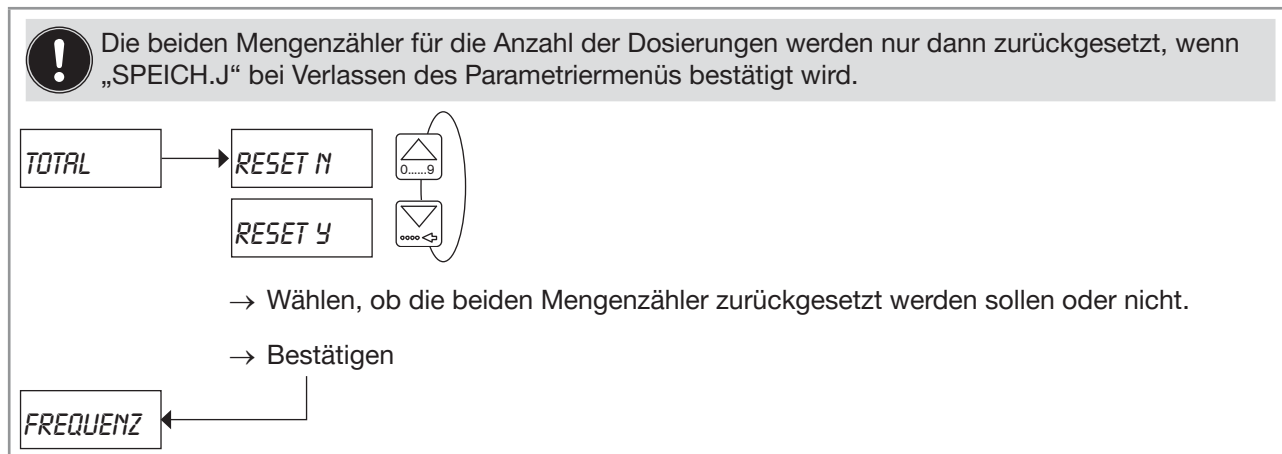 !
Die beiden Mengenzähler für die Anzahl der Dosierungen werden nur dann zurückgesetzt, wenn
„SPEICH.J“ bei Verlassen des Parametriermenüs bestätigt wird.
TOTAL
RESET N
0......9
RESET Y
→ Wählen, ob die beiden Mengenzähler zurückgesetzt werden sollen oder nicht.
→ Bestätigen
FREQUENZ